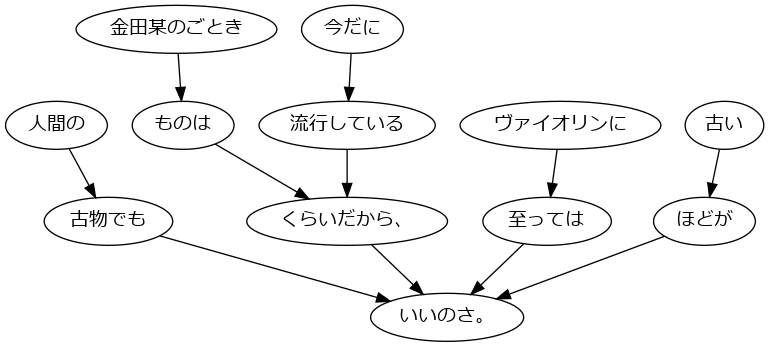 金田某のごとき
今だに
人間の
ものは
流行している
ヴァイオリンに
古い
古物でも
くらいだから、
至っては
ほどが
いいのさ。